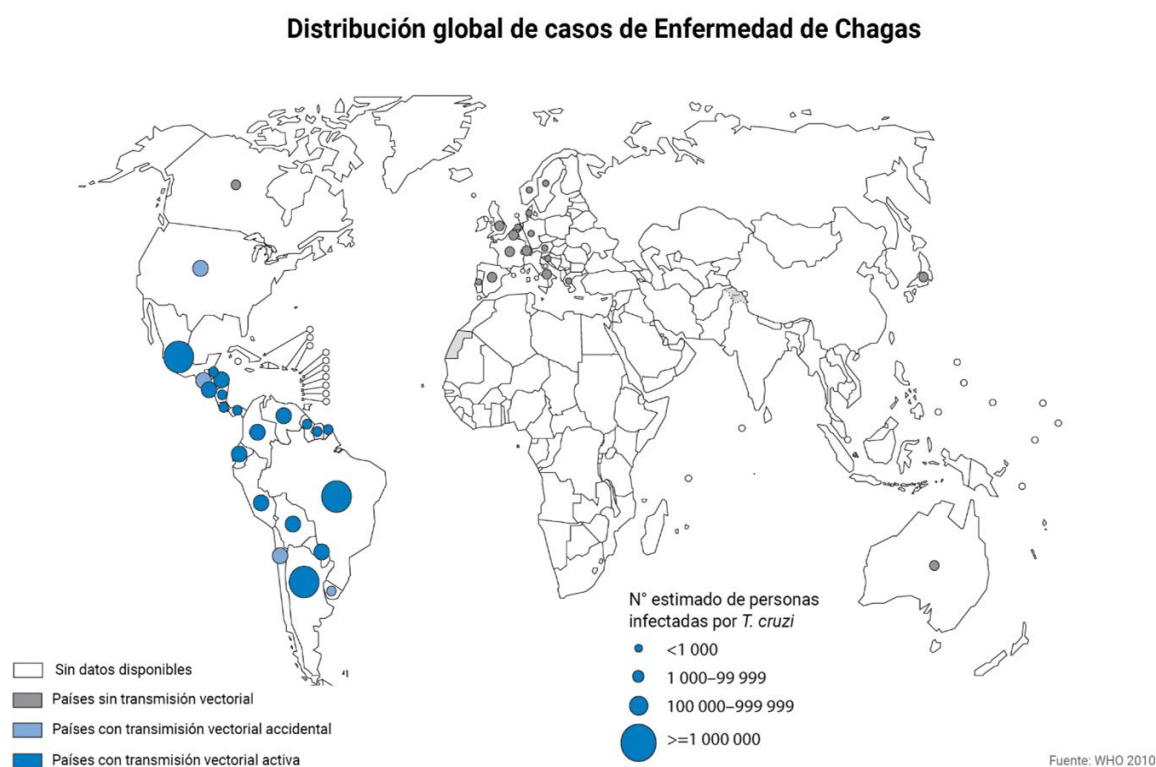 Distribución global de casos de Enfermedad de Chagas
N° estimado de personas
infectadas por T. cruzi
<1 000
1 000–99 999
100 000–999 999
>=1 000 000
Sin datos disponibles
Países sin transmisión vectorial
Países con transimisión vectorial accidental
Países con transmisión vectorial activa
Fuente: WHO 2010